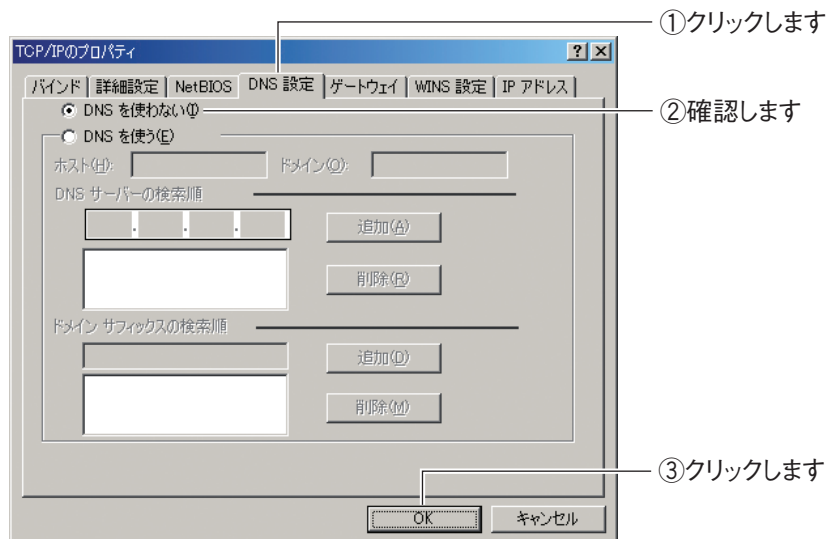 ①クリックします
TCP/IPのプロパティ
バインド 詳細設定 NetBIOS DNS 設定 ゲートウェイ WINS 設定 IP アドレス
DNS を使わない(I)
②確認します
DNS を使う(E)
ホスト(H): ドメイン(O):
DNS サーバーの検索順
追加(A)
削除(R)
ドメイン サフィックスの検索順
追加(D)
削除(M)
③クリックします
OK キャンセル